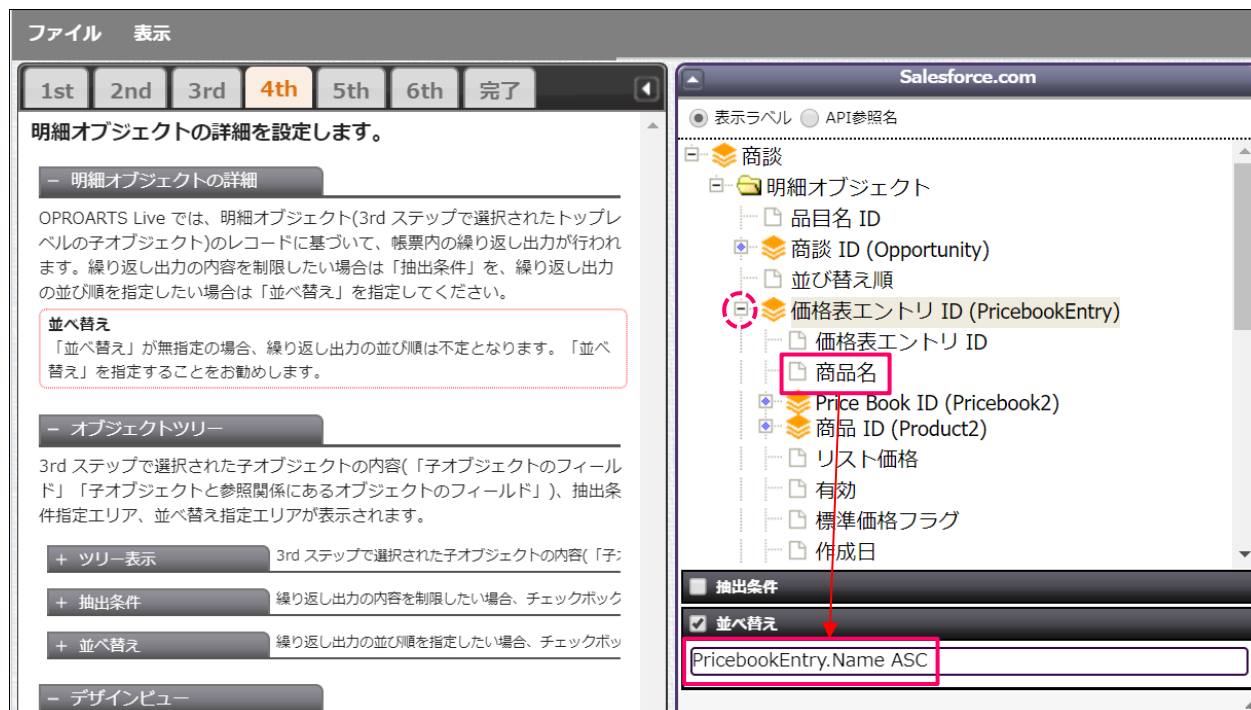 ファイル 表示
1st 2nd 3rd 4th 5th 6th 完了
明細オブジェクトの詳細を設定します。
− 明細オブジェクトの詳細
OPROARTS Live では、明細オブジェクト(3rd ステップで選択されたトップレ
ベルの子オブジェクト)のレコードに基づいて、帳票内の繰り返し出力が行われ
ます。繰り返し出力の内容を制限したい場合は「抽出条件」を、繰り返し出力
の並び順を指定したい場合は「並べ替え」を指定してください。
並べ替え
「並べ替え」が無指定の場合、繰り返し出力の並び順は不定となります。「並べ
替え」を指定することをお勧めします。
− オブジェクトツリー
3rd ステップで選択された子オブジェクトの内容(「子オブジェクトのフィール
ド」「子オブジェクトと参照関係にあるオブジェクトのフィールド」)、抽出条
件指定エリア、並べ替え指定エリアが表示されます。
+ ツリー表示 3rd ステップで選択された子オブジェクトの内容(「子
+ 抽出条件 繰り返し出力の内容を制限したい場合、チェックボック
+ 並べ替え 繰り返し出力の並び順を指定したい場合、チェックボッ
− デザインビュー
Salesforce.com
表示ラベル API参照名
商談
明細オブジェクト
品目名 ID
商談 ID (Opportunity)
並び替え順
価格表エントリ ID (PricebookEntry)
価格表エントリ ID
商品名
Price Book ID (Pricebook2)
商品 ID (Product2)
リスト価格
有効
標準価格フラグ
作成日
抽出条件
並べ替え
PricebookEntry.Name ASC